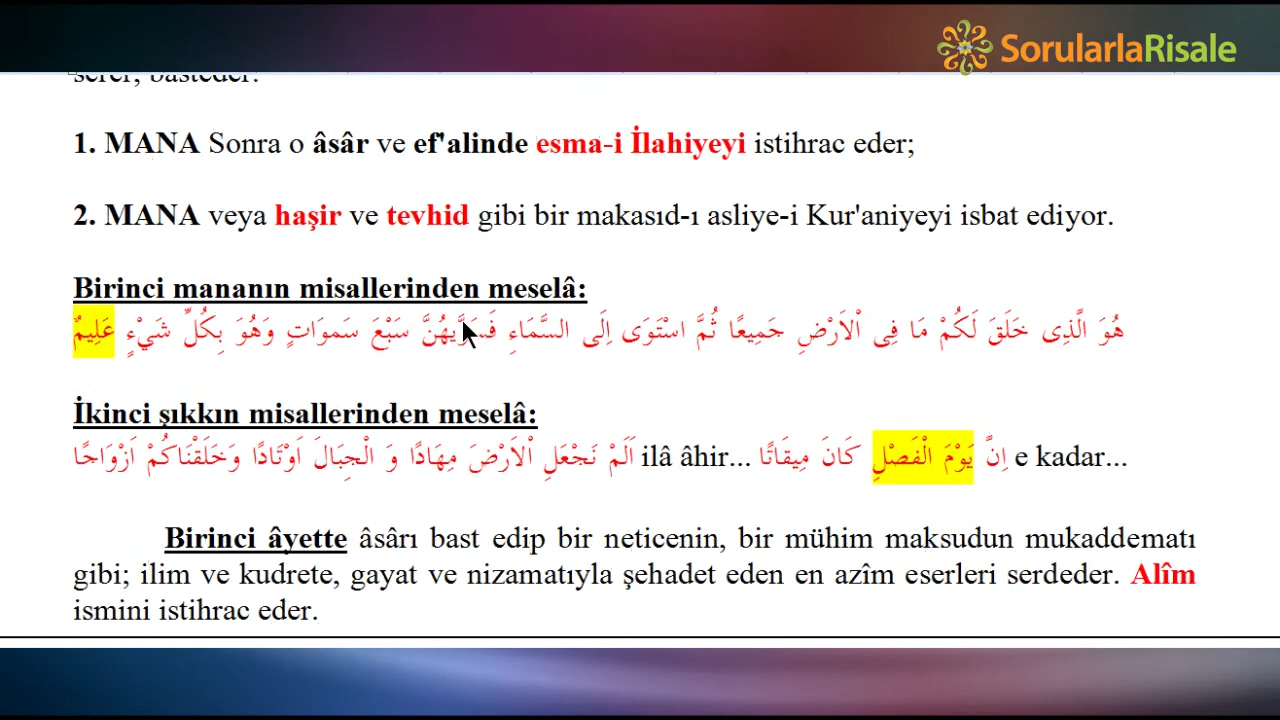 SorularlaRisale
serer, basteder.
1. MANA Sonra o âsâr ve ef'alinde esma-i İlahiyeyi istihrac eder;
2. MANA veya haşir ve tevhid gibi bir makasıd-ı asliye-i Kur'aniyeyi isbat ediyor.
Birinci mananın misallerinden meselâ:
هُوَ الَّذِى خَلَقَ لَكُمْ مَا فِى اْلاَرْضِ جَمِيعًا ثُمَّ اسْتَوَى اِلَى السَّمَاءِ فَسَوَّيهُنَّ سَبْعَ سَموَاتٍ وَهُوَ بِكُلِّ شَيْءٍ عَلِيمٌ
İkinci şıkkın misallerinden meselâ:
اَلَمْ نَجْعَلِ اْلاَرْضَ مِهَادًا وَ الْجِبَالَ اَوْتَادًا وَخَلَقْنَاكُمْ اَزْوَاجًا ilâ âhir... اِنَّ يَوْمَ الْفَصْلِ كَانَ مِيقَاتًا e kadar...
Birinci âyette âsârı bast edip bir neticenin, bir mühim maksudun mukaddematı
gibi; ilim ve kudrete, gayat ve nizamatıyla şehadet eden en azîm eserleri serdeder. Alîm
ismini istihrac eder.